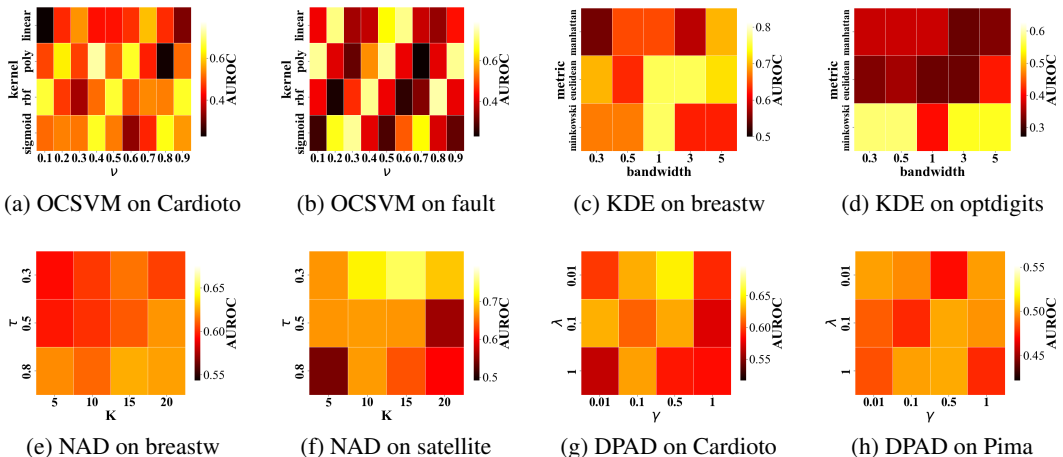 kernel
linear
poly
rbf
sigmoid
0.1 0.2 0.3 0.4 0.5 0.6 0.7 0.8 0.9
ν
0.6
0.4
AUROC
(a) OCSVM on Cardioto
kernel
linear
poly
rbf
sigmoid
0.1 0.2 0.3 0.4 0.5 0.6 0.7 0.8 0.9
ν
0.6
0.4
AUROC
(b) OCSVM on fault
metric
manhattan
euclidean
minkowski
0.3 0.5 1 3 5
bandwidth
0.8
0.7
0.6
0.5
AUROC
(c) KDE on breastw
metric
manhattan
euclidean
minkowski
0.3 0.5 1 3 5
bandwidth
0.6
0.5
0.4
0.3
AUROC
(d) KDE on optdigits
τ
0.3
0.5
0.8
5 10 15 20
K
0.65
0.60
0.55
AUROC
(e) NAD on breastw
τ
0.3
0.5
0.8
5 10 15 20
K
0.7
0.6
0.5
AUROC
(f) NAD on satellite
λ
0.01
0.1
1
0.01 0.1 0.5 1
γ
0.65
0.60
0.55
AUROC
(g) DPAD on Cardioto
λ
0.01
0.1
1
0.01 0.1 0.5 1
γ
0.55
0.50
0.45
AUROC
(h) DPAD on Pima